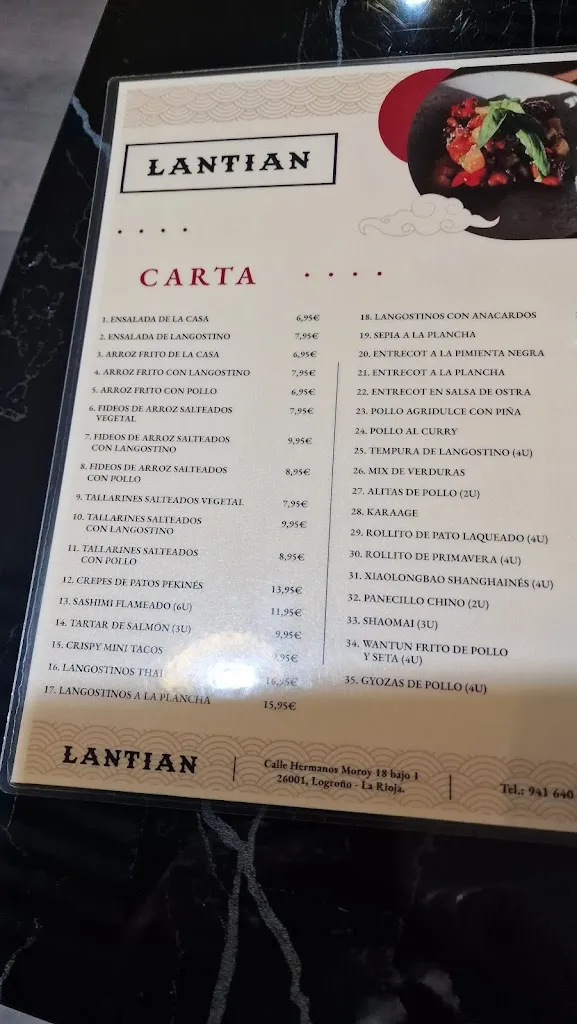 LANTIAN
CARTA
1. ENSALADA DE LA CASA 6,95€
2. ENSALADA DE LANGOSTINO 7,95€
3. ARROZ FRITO DE LA CASA 6,95€
4. ARROZ FRITO CON LANGOSTINO 7,95€
5. ARROZ FRITO CON POLLO 6,95€
6. FIDEOS DE ARROZ SALTEADOS 7,95€
VEGETAL
7. FIDEOS DE ARROZ SALTEADOS 9,95€
CON LANGOSTINO
8. FIDEOS DE ARROZ SALTEADOS 8,95€
CON POLLO
9. TALLARINES SALTEADOS VEGETAL 7,95€
10. TALLARINES SALTEADOS 9,95€
CON LANGOSTINO
11. TALLARINES SALTEADOS 8,95€
CON POLLO
12. CREPES DE PATOS PEKINÉS 13,95€
13. SASHIMI FLAMEADO (6U) 11,95€
14. TARTAR DE SALMÓN (3U) 9,95€
15. CRISPY MINI TACOS 9,95€
16. LANGOSTINOS THAI 16,95€
17. LANGOSTINOS A LA PLANCHA 15,95€
18. LANGOSTINOS CON ANACARDOS
19. SEPIA A LA PLANCHA
20. ENTRECOT A LA PIMIENTA NEGRA
21. ENTRECOT A LA PLANCHA
22. ENTRECOT EN SALSA DE OSTRA
23. POLLO AGRIDULCE CON PIÑA
24. POLLO AL CURRY
25. TEMPURA DE LANGOSTINO (4U)
26. MIX DE VERDURAS
27. ALITAS DE POLLO (2U)
28. KARAAGE
29. ROLLITO DE PATO LAQUEADO (4U)
30. ROLLITO DE PRIMAVERA (4U)
31. XIAOLONGBAO SHANGHAINÉS (4U)
32. PANECILLO CHINO (2U)
33. SHAOMAI (3U)
34. WANTUN FRITO DE POLLO
Y SETA (4U)
35. GYOZAS DE POLLO (4U)
LANTIAN
Calle Hermanos Moroy 18 bajo 1
26001, Logroño - La Rioja.
Tel.: 941 640